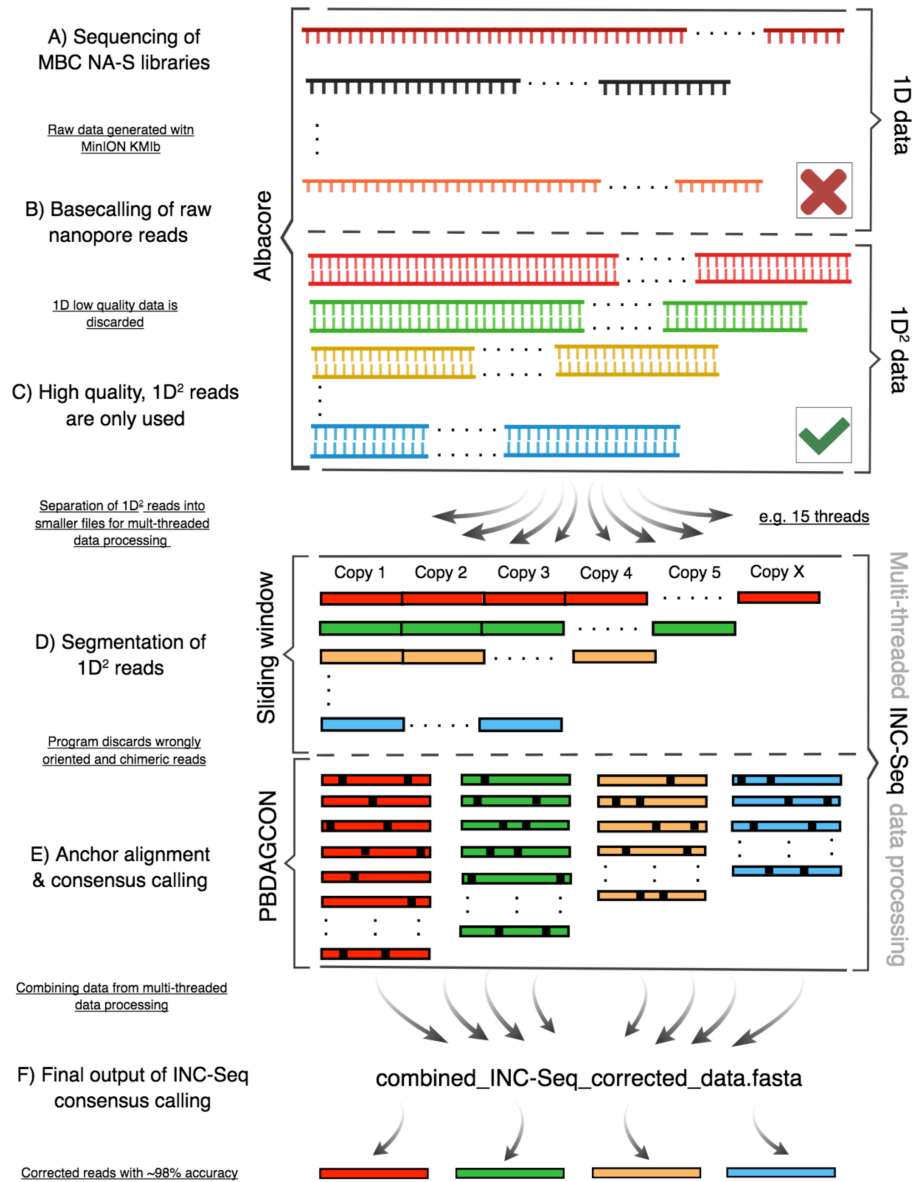 A) Sequencing of
MBC NA-S libraries
Raw data generated witn
MinION KMIb
B) Basecalling of raw
nanopore reads
1D low quality data is
discarded
C) High quality, 1D² reads
are only used
Albacore
1D data
1D² data
Separation of 1D² reads into
smaller files for mult-threaded
data processing
e.g. 15 threads
Copy 1 Copy 2 Copy 3 Copy 4 Copy 5 Copy X
D) Segmentation of
1D² reads
Sliding window
Program discards wrongly
oriented and chimeric reads
E) Anchor alignment
& consensus calling
PBDAGCON
Multi-threaded INC-Seq data processing
Combining data from multi-threaded
data processing
F) Final output of INC-Seq
consensus calling
combined_INC-Seq_corrected_data.fasta
Corrected reads with ~98% accuracy